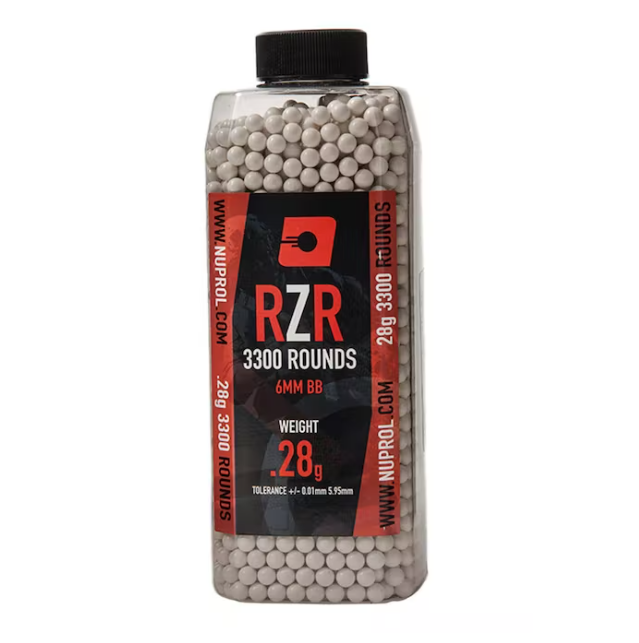 RZR
3300 ROUNDS
6MM BB
WEIGHT
.28g
TOLERANCE +/- 0.01mm 5.95mm
WWW.NUPROL.COM
.28g 3300 ROUNDS
WWW.NUPROL.COM
28g 3300 ROUNDS